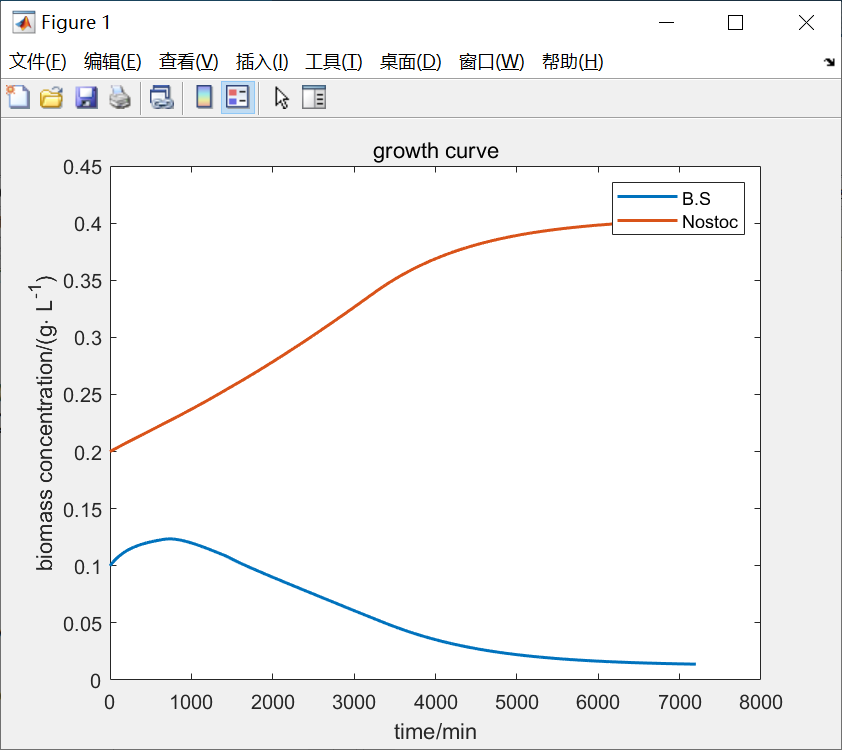 Figure 1
文件(F) 编辑(E) 查看(V) 插入(I) 工具(T) 桌面(D) 窗口(W) 帮助(H)
growth curve
B.S
Nostoc
biomass concentration/(g· L⁻¹)
0.45
0.4
0.35
0.3
0.25
0.2
0.15
0.1
0.05
0
0 1000 2000 3000 4000 5000 6000 7000 8000
time/min